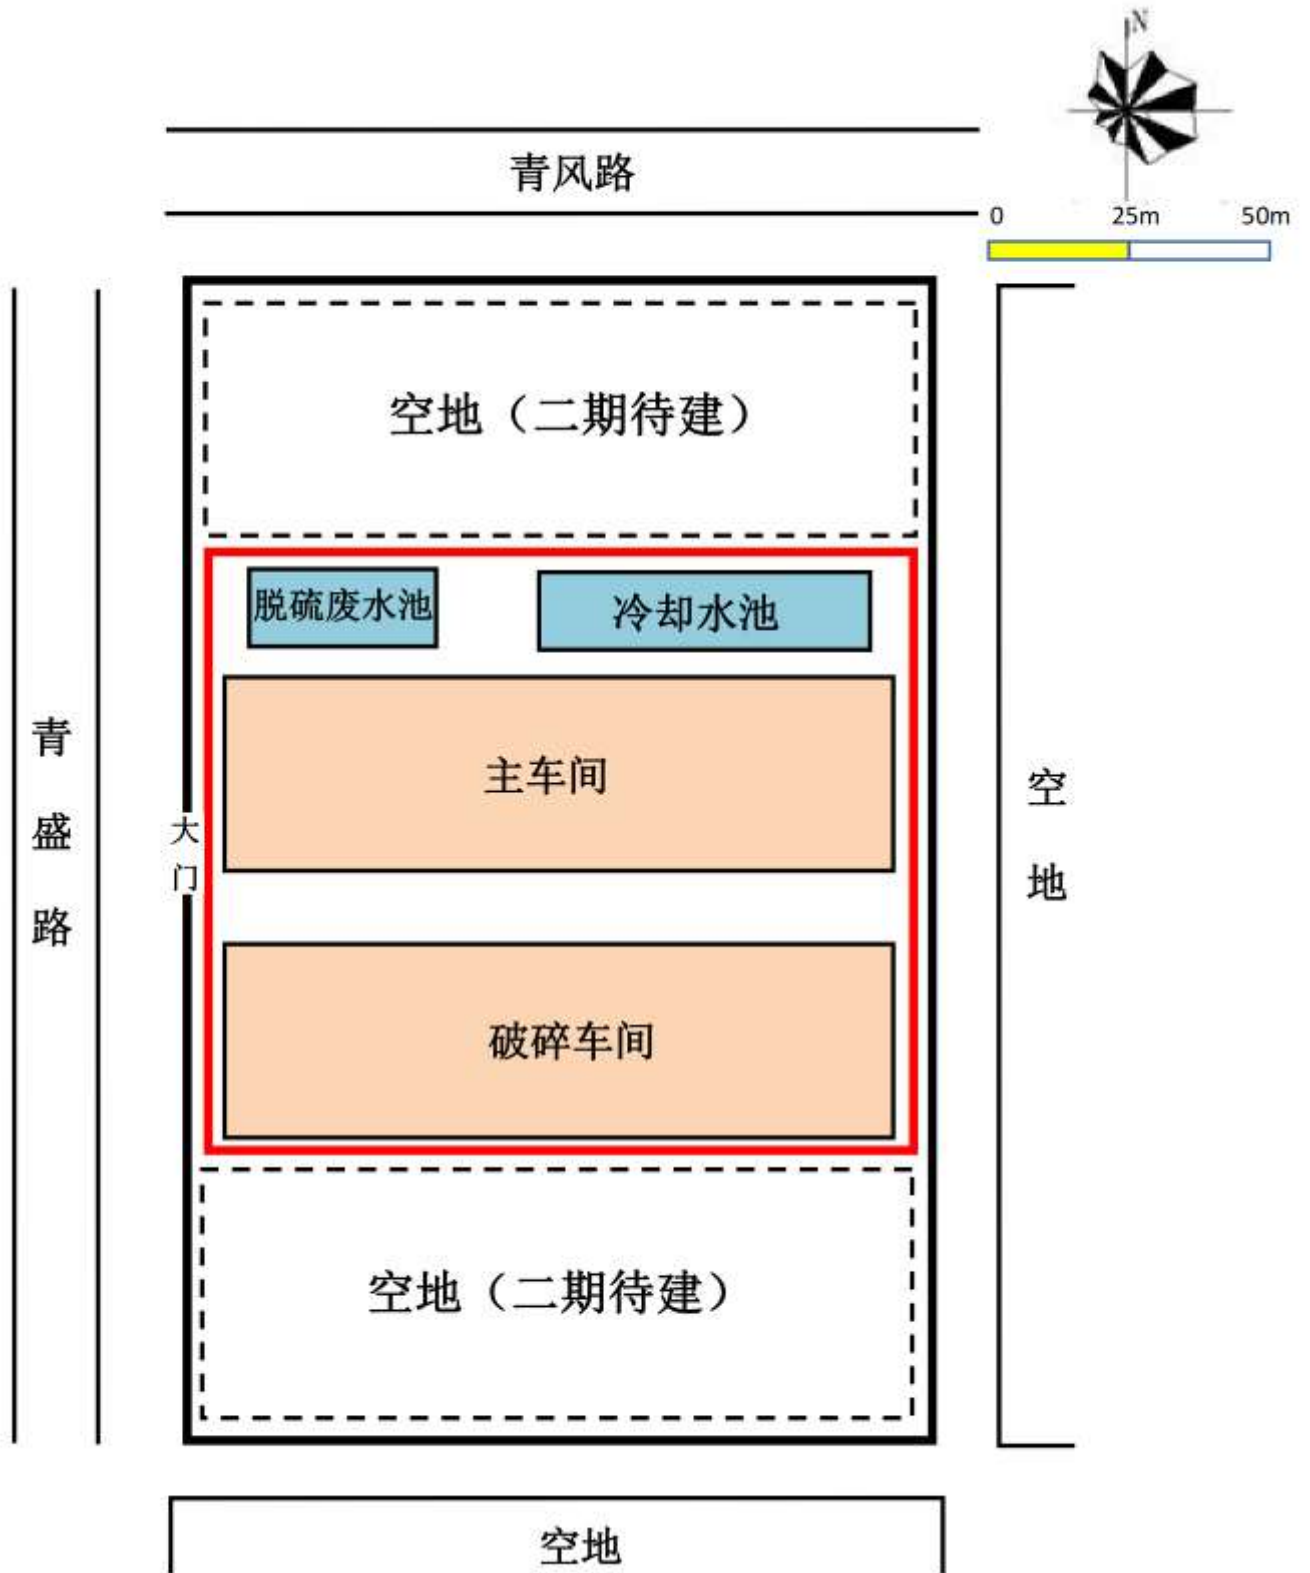 N
青风路
0 25m 50m
空地（二期待建）
脱硫废水池
冷却水池
主车间
青盛路
大门
空地
破碎车间
空地（二期待建）
空地